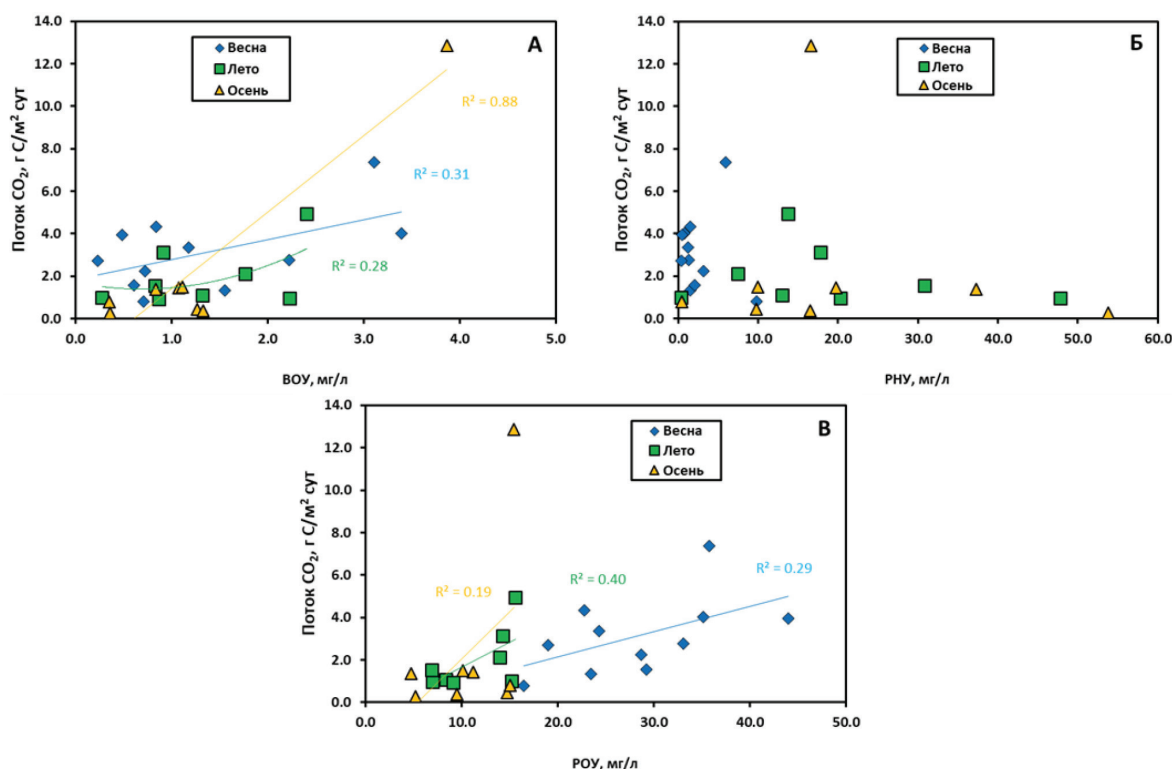 14.0
12.0
10.0
8.0
6.0
4.0
2.0
0.0
Поток CO₂, г С/м² сут
Весна
Лето
Осень
А
R² = 0.88
R² = 0.31
R² = 0.28
0.0 1.0 2.0 3.0 4.0 5.0
ВОУ, мг/л
14.0
12.0
10.0
8.0
6.0
4.0
2.0
0.0
Поток CO₂, г С/м² сут
Весна
Лето
Осень
Б
0.0 10.0 20.0 30.0 40.0 50.0 60.0
РНУ, мг/л
14.0
12.0
10.0
8.0
6.0
4.0
2.0
0.0
Поток CO₂, г С/м² сут
Весна
Лето
Осень
В
R² = 0.19
R² = 0.40
R² = 0.29
0.0 10.0 20.0 30.0 40.0 50.0
РОУ, мг/л